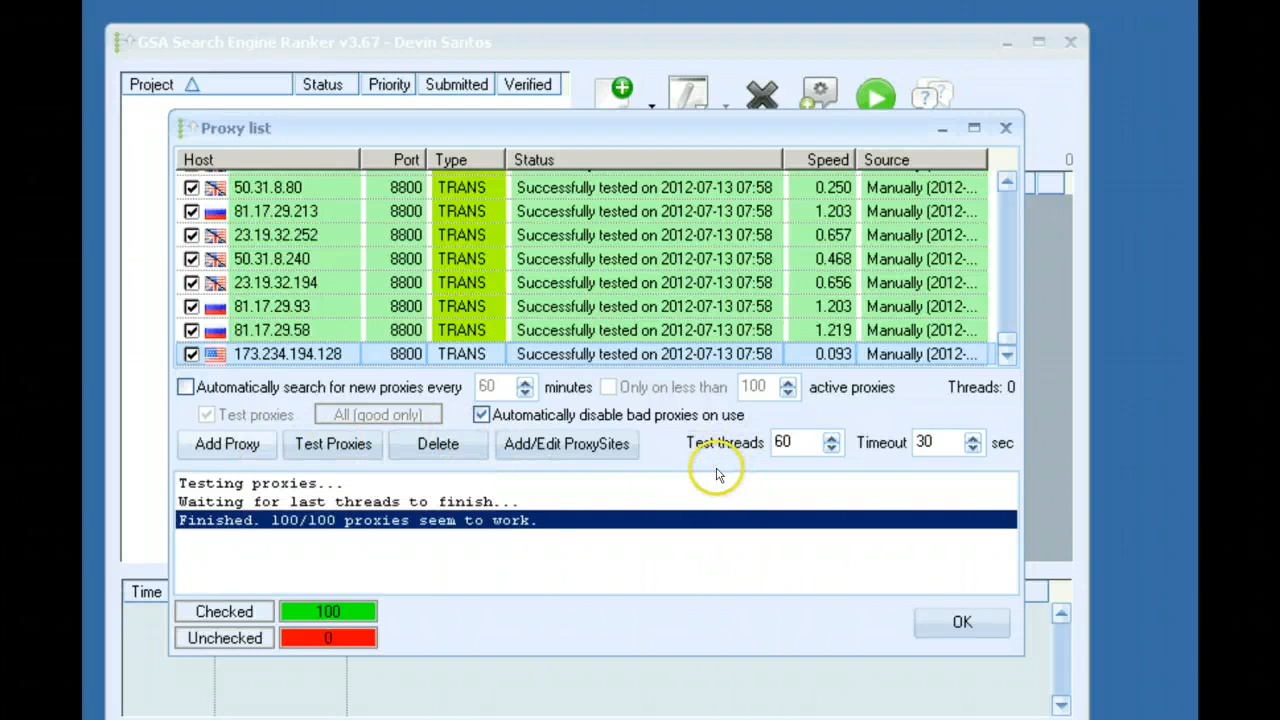 GSA Search Engine Ranker v3.67 - Devin Santos
Project Status Priority Submitted Verified
Proxy list
Host Port Type Status Speed Source 0
50.31.8.80 8800 TRANS Successfully tested on 2012-07-13 07:58 0.250 Manually (2012-...
81.17.29.213 8800 TRANS Successfully tested on 2012-07-13 07:58 1.203 Manually (2012-...
23.19.32.252 8800 TRANS Successfully tested on 2012-07-13 07:58 0.657 Manually (2012-...
50.31.8.240 8800 TRANS Successfully tested on 2012-07-13 07:58 0.468 Manually (2012-...
23.19.32.194 8800 TRANS Successfully tested on 2012-07-13 07:58 0.656 Manually (2012-...
81.17.29.93 8800 TRANS Successfully tested on 2012-07-13 07:58 1.203 Manually (2012-...
81.17.29.58 8800 TRANS Successfully tested on 2012-07-13 07:58 1.219 Manually (2012-...
173.234.194.128 8800 TRANS Successfully tested on 2012-07-13 07:58 0.093 Manually (2012-...
Automatically search for new proxies every 60 minutes Only on less than 100 active proxies Threads: 0
Test proxies All (good only) Automatically disable bad proxies on use
Add Proxy Test Proxies Delete Add/Edit ProxySites Test threads 60 Timeout 30 sec
Testing proxies...
Waiting for last threads to finish...
Finished. 100/100 proxies seem to work.
Time
Checked 100
OK
Unchecked 0